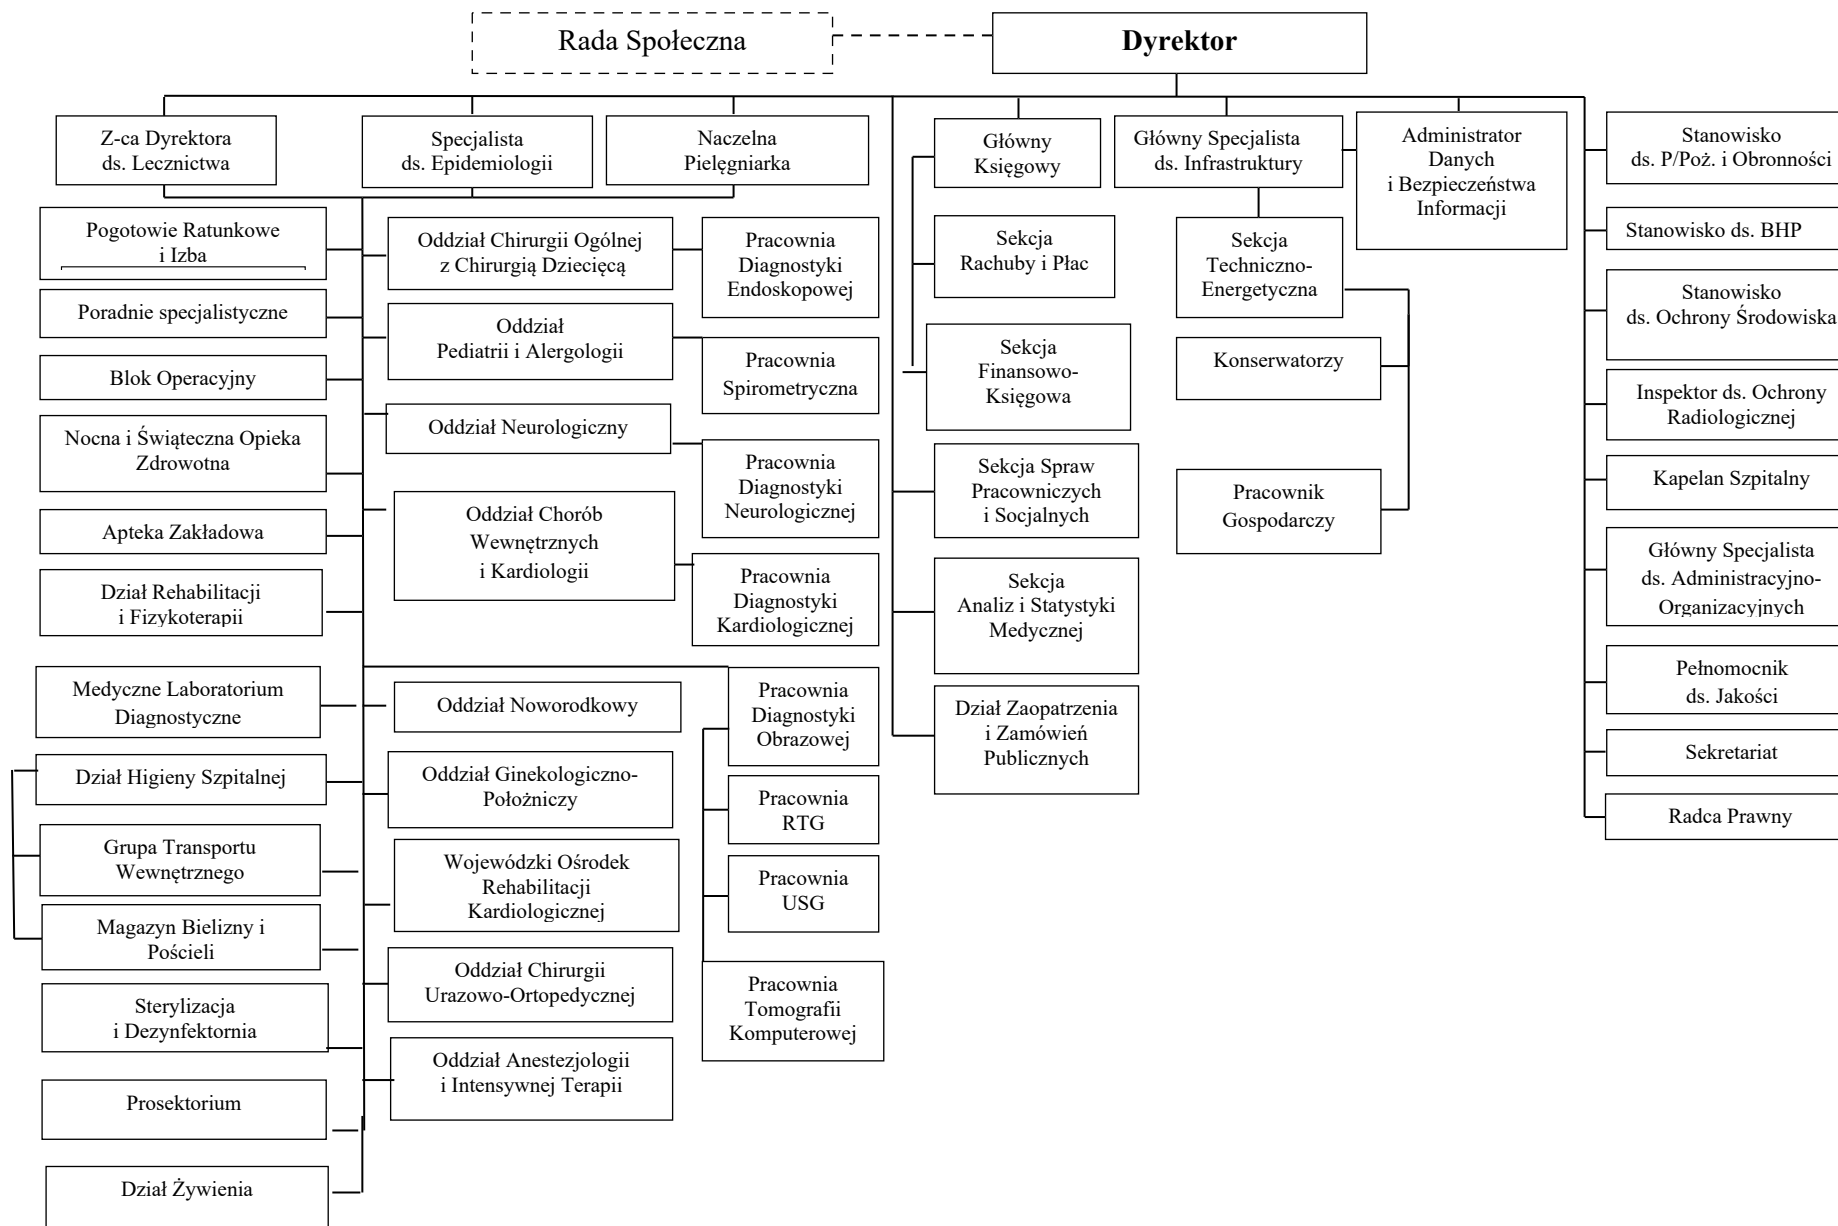 Rada Społeczna
Dyrektor
Z-ca Dyrektora
ds. Lecznictwa
Specjalista
ds. Epidemiologii
Naczelna
Pielęgniarka
Główny
Księgowy
Główny Specjalista
ds. Infrastruktury
Administrator
Danych
i Bezpieczeństwa
Informacji
Stanowisko
ds. P/Poż. i Obronności
Pogotowie Ratunkowe
i Izba
Poradnie specjalistyczne
Blok Operacyjny
Nocna i Świąteczna Opieka
Zdrowotna
Apteka Zakładowa
Dział Rehabilitacji
i Fizykoterapii
Medyczne Laboratorium
Diagnostyczne
Dział Higieny Szpitalnej
Grupa Transportu
Wewnętrznego
Magazyn Bielizny i
Pościeli
Sterylizacja
i Dezynfektornia
Prosektorium
Dział Żywienia
Oddział Chirurgii Ogólnej
z Chirurgią Dziecięcą
Oddział
Pediatrii i Alergologii
Oddział Neurologiczny
Oddział Chorób
Wewnętrznych
i Kardiologii
Oddział Noworodkowy
Oddział Ginekologiczno-
Położniczy
Wojewódzki Ośrodek
Rehabilitacji
Kardiologicznej
Oddział Chirurgii
Urazowo-Ortopedycznej
Oddział Anestezjologii
i Intensywnej Terapii
Pracownia
Diagnostyki
Endoskopowej
Pracownia
Spirometryczna
Pracownia
Diagnostyki
Neurologicznej
Pracownia
Diagnostyki
Kardiologicznej
Pracownia
Diagnostyki
Obrazowej
Pracownia
RTG
Pracownia
USG
Pracownia
Tomografii
Komputerowej
Sekcja
Rachuby i Płac
Sekcja
Finansowo-
Księgowa
Sekcja Spraw
Pracowniczych
i Socjalnych
Sekcja
Analiz i Statystyki
Medycznej
Dział Zaopatrzenia
i Zamówień
Publicznych
Sekcja
Techniczno-
Energetyczna
Konserwatorzy
Pracownik
Gospodarczy
Stanowisko ds. BHP
Stanowisko
ds. Ochrony Środowiska
Inspektor ds. Ochrony
Radiologicznej
Kapelan Szpitalny
Główny Specjalista
ds. Administracyjno-
Organizacyjnych
Pełnomocnik
ds. Jakości
Sekretariat
Radca Prawny